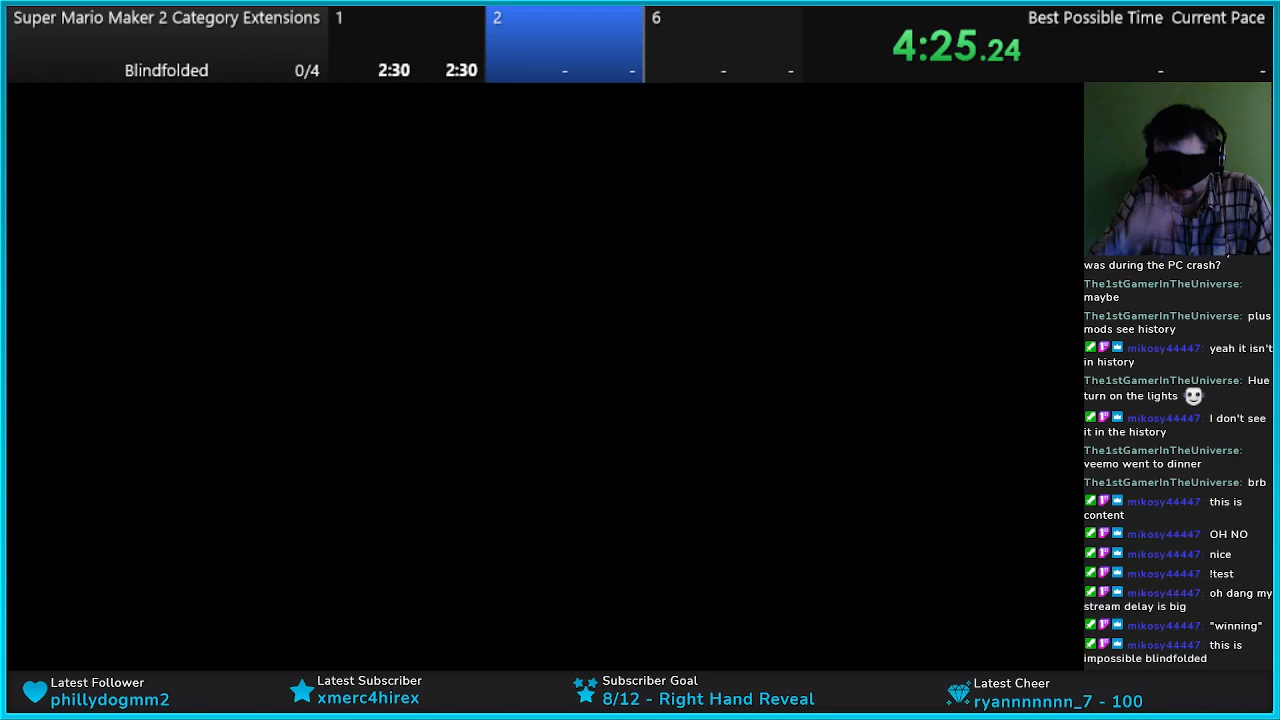 Super Mario Maker 2 Category Extensions
Blindfolded 0/4
1
2:30 2:30
2
- -
6
- -
4:25.24
Best Possible Time Current Pace
- -
was during the PC crash?
The1stGamerInTheUniverse:
maybe
The1stGamerInTheUniverse: plus
mods see history
mikosy44447: yeah it isn't
in history
The1stGamerInTheUniverse: Hue
turn on the lights
mikosy44447: I don't see
it in the history
The1stGamerInTheUniverse:
veemo went to dinner
The1stGamerInTheUniverse: brb
mikosy44447: this is
content
mikosy44447: OH NO
mikosy44447: nice
mikosy44447: !test
mikosy44447: oh dang my
stream delay is big
mikosy44447: "winning"
mikosy44447: this is
impossible blindfolded
Latest Follower
phillydogmm2
Latest Subscriber
xmerc4hirex
Subscriber Goal
8/12 - Right Hand Reveal
Latest Cheer
ryannnnnnn_7 - 100